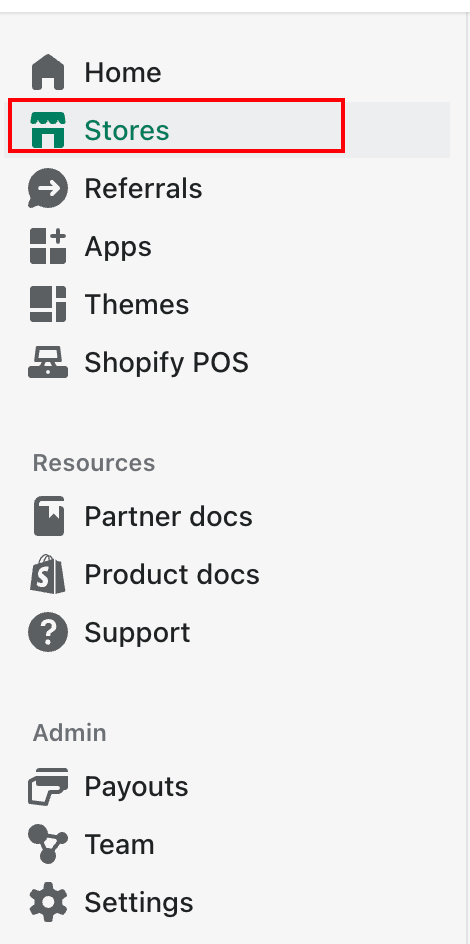 Home
Stores
Referrals
Apps
Themes
Shopify POS
Resources
Partner docs
Product docs
Support
Admin
Payouts
Team
Settings